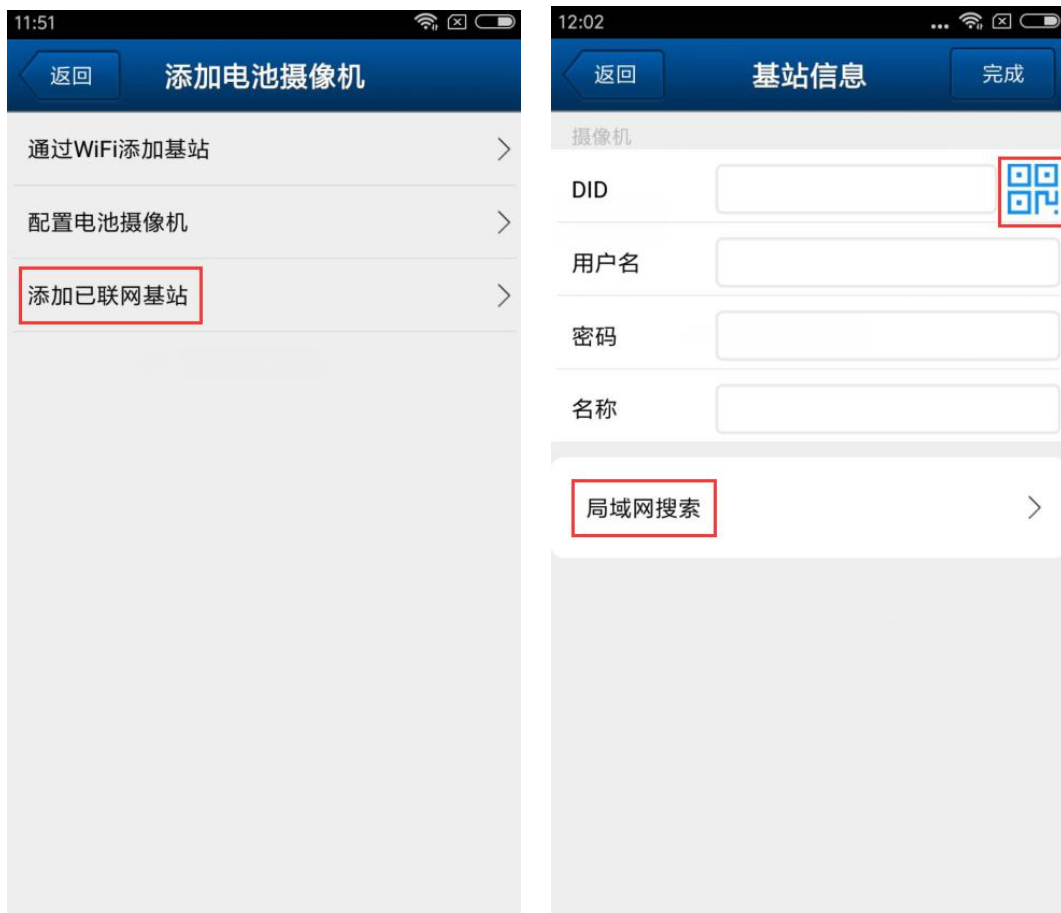 11:51
返回
添加电池摄像机
通过WiFi添加基站
配置电池摄像机
添加已联网基站
12:02
返回
基站信息
完成
摄像机
DID
用户名
密码
名称
局域网搜索